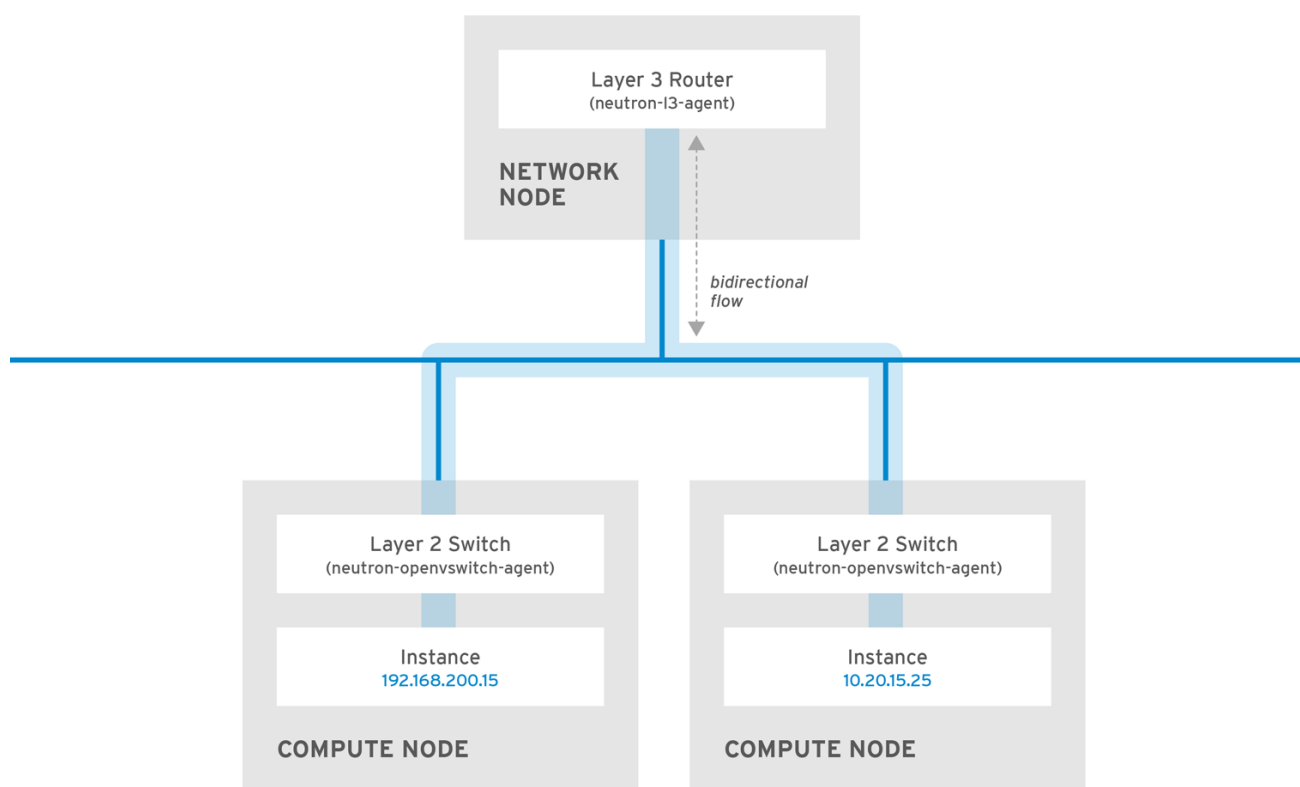 Layer 3 Router
(neutron-l3-agent)
NETWORK
NODE
bidirectional
flow
Layer 2 Switch
(neutron-openvswitch-agent)
Instance
192.168.200.15
COMPUTE NODE
Layer 2 Switch
(neutron-openvswitch-agent)
Instance
10.20.15.25
COMPUTE NODE